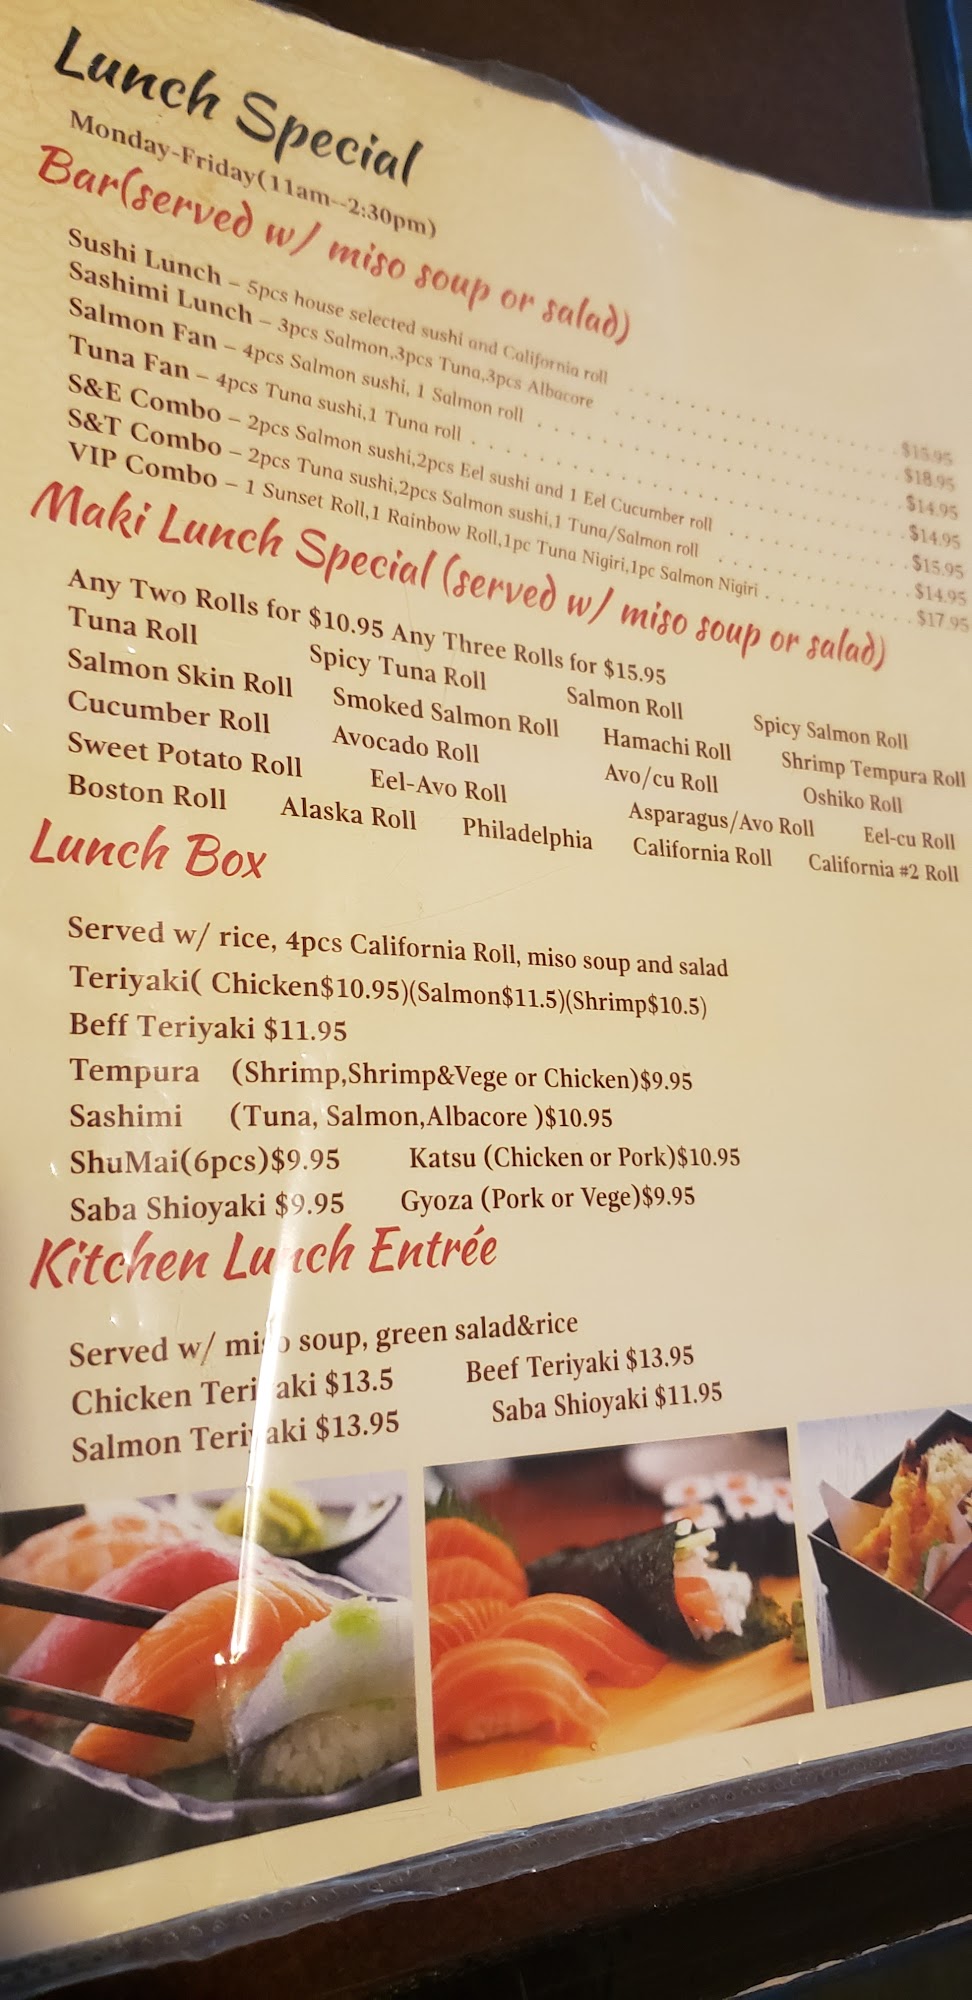 Lunch Special
Monday-Friday(11am--2:30pm)
Bar(served w/ miso soup or salad)
Sushi Lunch – 5pcs house selected sushi and California roll . . . . . . . . . . . . . . . . . . $15.95
Sashimi Lunch – 3pcs Salmon,3pcs Tuna,3pcs Albacore . . . . . . . . . . . . . . . . . . $18.95
Salmon Fan – 4pcs Salmon sushi, 1 Salmon roll . . . . . . . . . . . . . . . . . . $14.95
Tuna Fan – 4pcs Tuna sushi,1 Tuna roll . . . . . . . . . . . . . . . . . . $14.95
S&E Combo – 2pcs Salmon sushi,2pcs Eel sushi and 1 Eel Cucumber roll . . . . . . . . . . . . $15.95
S&T Combo – 2pcs Tuna sushi,2pcs Salmon sushi,1 Tuna/Salmon roll . . . . . . . . . . . . $14.95
VIP Combo – 1 Sunset Roll,1 Rainbow Roll,1pc Tuna Nigiri,1pc Salmon Nigiri . . . . . . . . . . $17.95
Maki Lunch Special (served w/ miso soup or salad)
Any Two Rolls for $10.95 Any Three Rolls for $15.95
Tuna Roll Spicy Tuna Roll Salmon Roll Spicy Salmon Roll
Salmon Skin Roll Smoked Salmon Roll Hamachi Roll Shrimp Tempura Roll
Cucumber Roll Avocado Roll Avo/cu Roll Oshiko Roll
Sweet Potato Roll Eel-Avo Roll Asparagus/Avo Roll Eel-cu Roll
Boston Roll Alaska Roll Philadelphia California Roll California #2 Roll
Lunch Box
Served w/ rice, 4pcs California Roll, miso soup and salad
Teriyaki( Chicken$10.95)(Salmon$11.5)(Shrimp$10.5)
Beff Teriyaki $11.95
Tempura (Shrimp,Shrimp&Vege or Chicken)$9.95
Sashimi (Tuna, Salmon,Albacore )$10.95
ShuMai(6pcs)$9.95 Katsu (Chicken or Pork)$10.95
Saba Shioyaki $9.95 Gyoza (Pork or Vege)$9.95
Kitchen Lunch Entrée
Served w/ miso soup, green salad&rice
Chicken Teriyaki $13.5 Beef Teriyaki $13.95
Salmon Teriyaki $13.95 Saba Shioyaki $11.95